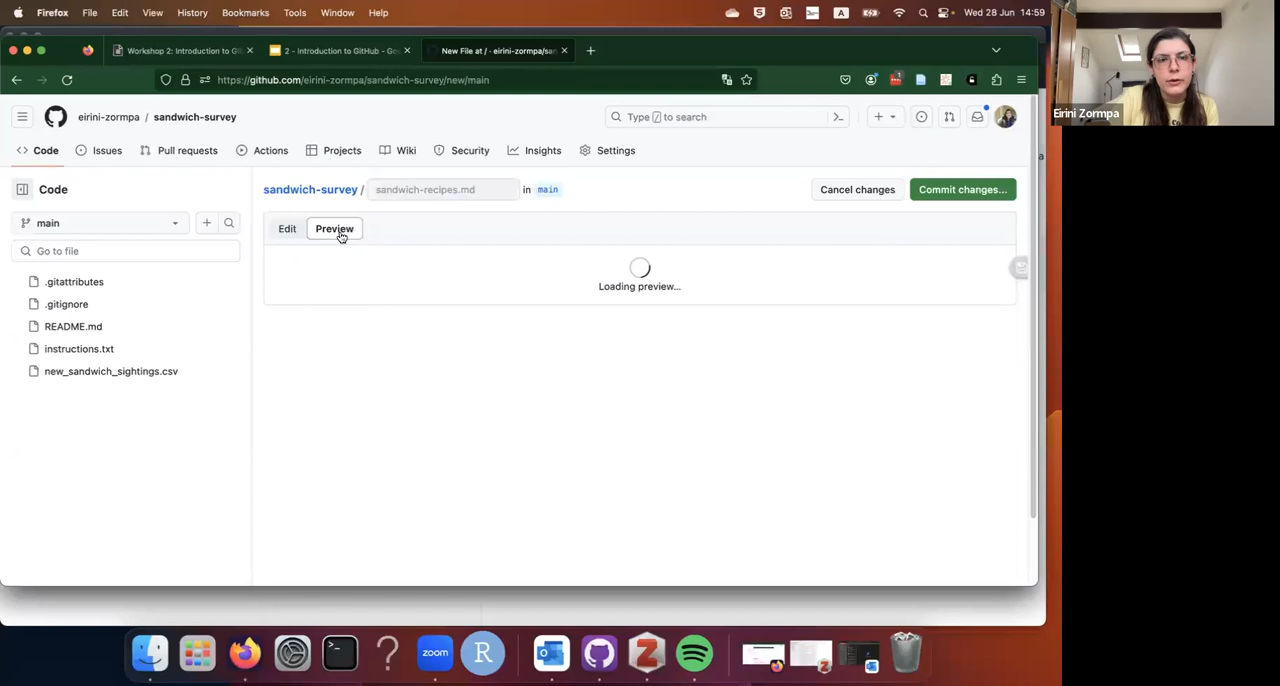 Firefox File Edit View History Bookmarks Tools Window Help A Wed 28 Jun 14:59
Workshop 2: Introduction to Gi
2 - Introduction to GitHub - Go
New File at / · eirini-zormpa/san
https://github.com/eirini-zormpa/sandwich-survey/new/main
eirini-zormpa / sandwich-survey
Type / to search
Code Issues Pull requests Actions Projects Wiki Security Insights Settings
Code
sandwich-survey / sandwich-recipes.md in main
Cancel changes Commit changes...
main
Edit Preview
Go to file
Loading preview...
.gitattributes
.gitignore
README.md
instructions.txt
new_sandwich_sightings.csv
Eirini Zormpa
zoom
R
Z